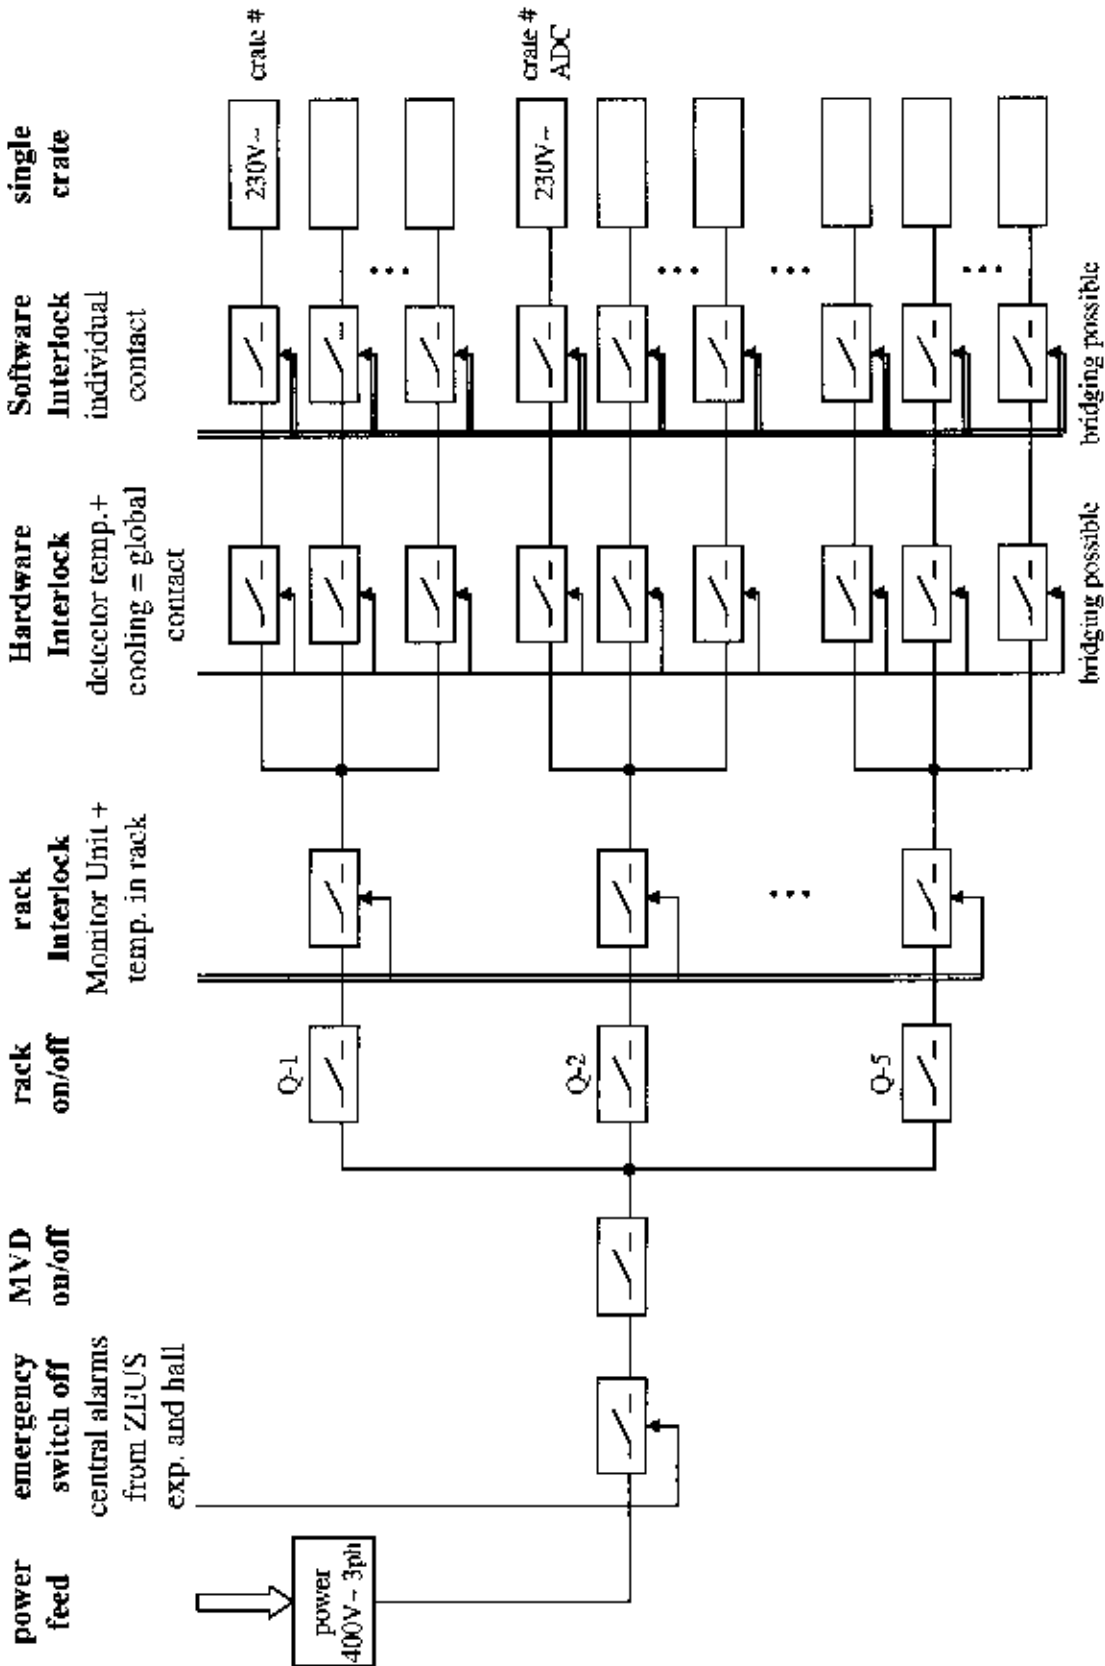 power
feed
emergency
switch off
central alarms
from ZEUS
exp. and hall
MVD
on/off
rack
on/off
rack
Interlock
Monitor Unit +
temp. in rack
Hardware
Interlock
detector temp.+
cooling = global
contact
Software
Interlock
individual
contact
single
crate
power
400V~ 3ph
Q-1
Q-2
Q-5
230V~
crate #
230V~
crate #
ADC
bridging possible
bridging possible